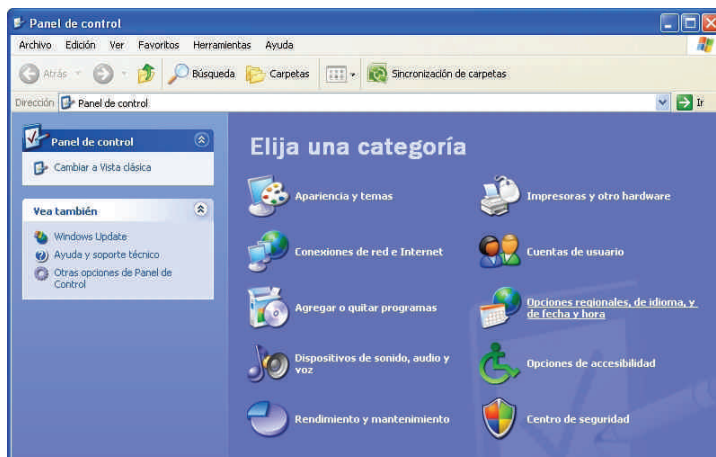 Panel de control
Archivo Edición Ver Favoritos Herramientas Ayuda
Atrás Búsqueda Carpetas Sincronización de carpetas
Dirección Panel de control Ir
Panel de control
Cambiar a Vista clásica
Vea también
Windows Update
Ayuda y soporte técnico
Otras opciones de Panel de
Control
Elija una categoría
Apariencia y temas
Impresoras y otro hardware
Conexiones de red e Internet
Cuentas de usuario
Agregar o quitar programas
Opciones regionales, de idioma, y
de fecha y hora
Dispositivos de sonido, audio y
voz
Opciones de accesibilidad
Rendimiento y mantenimiento
Centro de seguridad